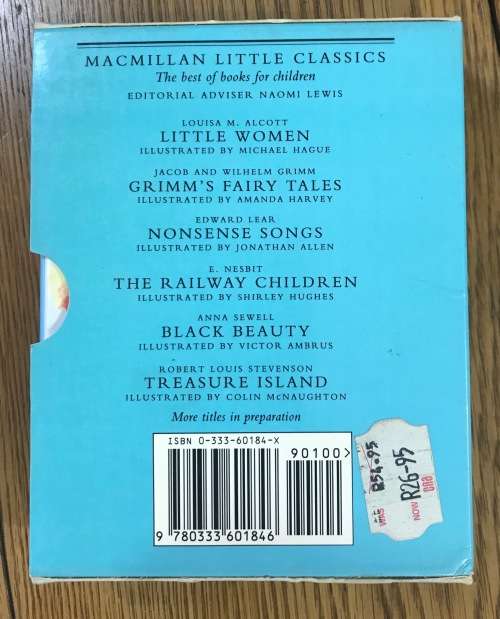 MACMILLAN LITTLE CLASSICS
The best of books for children
EDITORIAL ADVISER NAOMI LEWIS
LOUISA M. ALCOTT
LITTLE WOMEN
ILLUSTRATED BY MICHAEL HAGUE
JACOB AND WILHELM GRIMM
GRIMM'S FAIRY TALES
ILLUSTRATED BY AMANDA HARVEY
EDWARD LEAR
NONSENSE SONGS
ILLUSTRATED BY JONATHAN ALLEN
E. NESBIT
THE RAILWAY CHILDREN
ILLUSTRATED BY SHIRLEY HUGHES
ANNA SEWELL
BLACK BEAUTY
ILLUSTRATED BY VICTOR AMBRUS
ROBERT LOUIS STEVENSON
TREASURE ISLAND
ILLUSTRATED BY COLIN McNAUGHTON
More titles in preparation
ISBN 0-333-60184-X
90100>
9 780333 601846
WAS R54.95
NOW R26-95